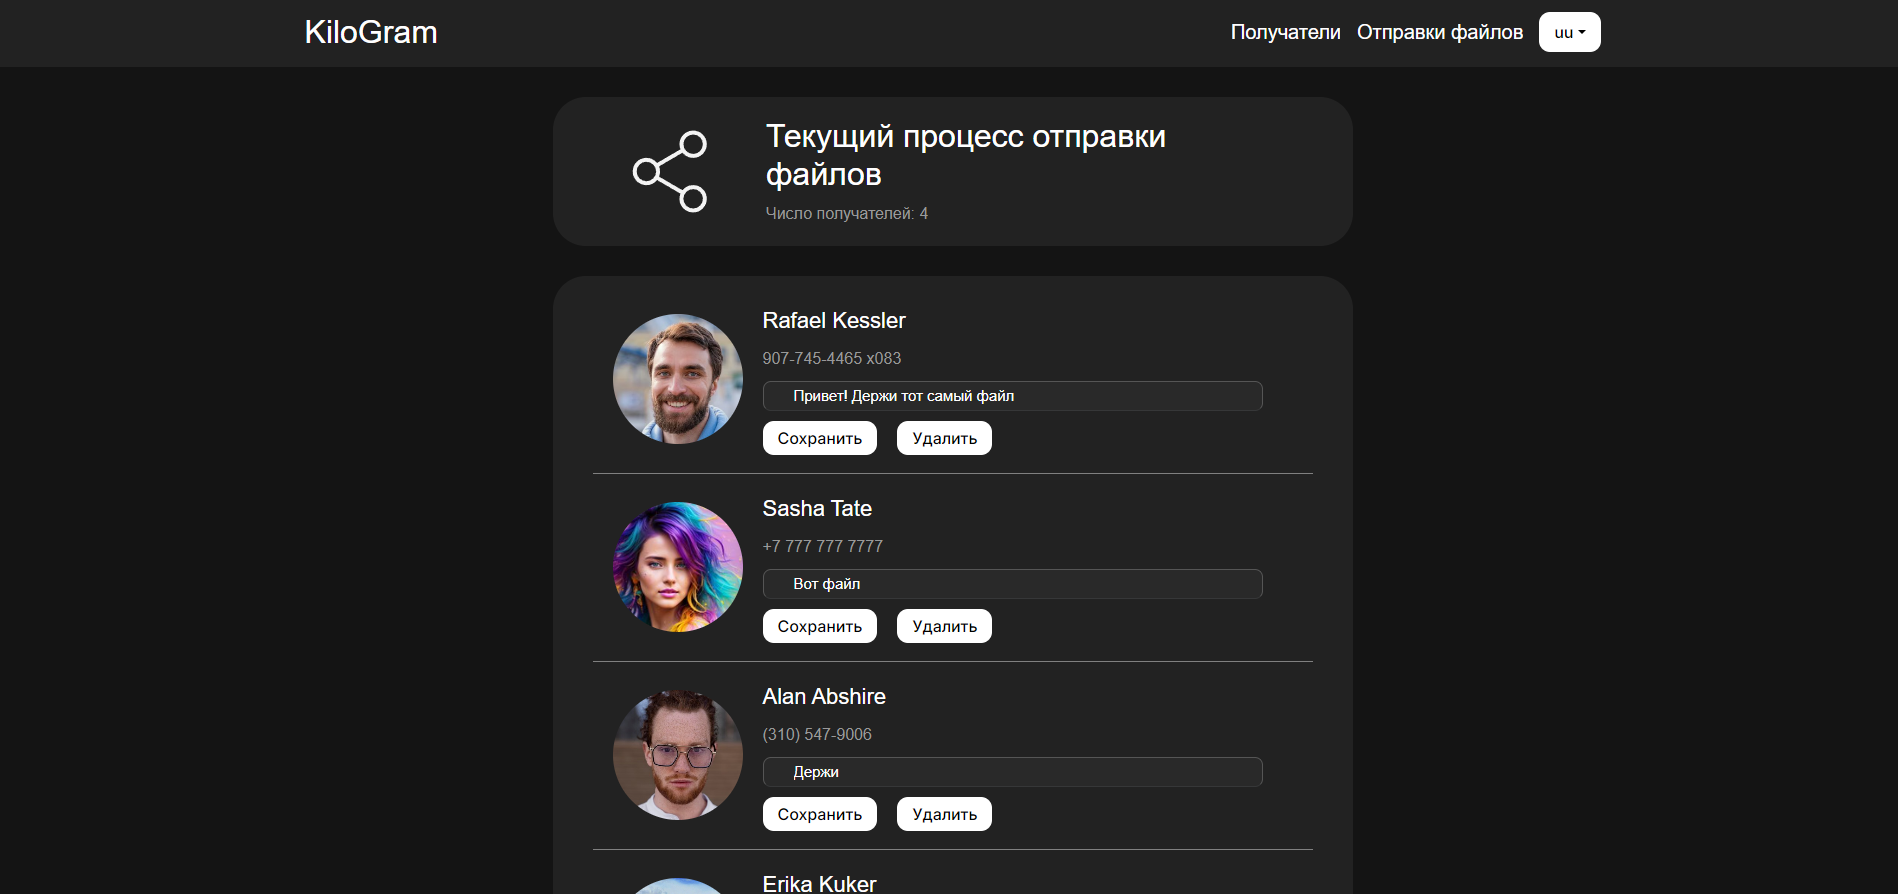 KiloGram
Получатели Отправки файлов uu
Текущий процесс отправки
файлов
Число получателей: 4
Rafael Kessler
907-745-4465 x083
Привет! Держи тот самый файл
Сохранить Удалить
Sasha Tate
+7 777 777 7777
Вот файл
Сохранить Удалить
Alan Abshire
(310) 547-9006
Держи
Сохранить Удалить
Erika Kuker